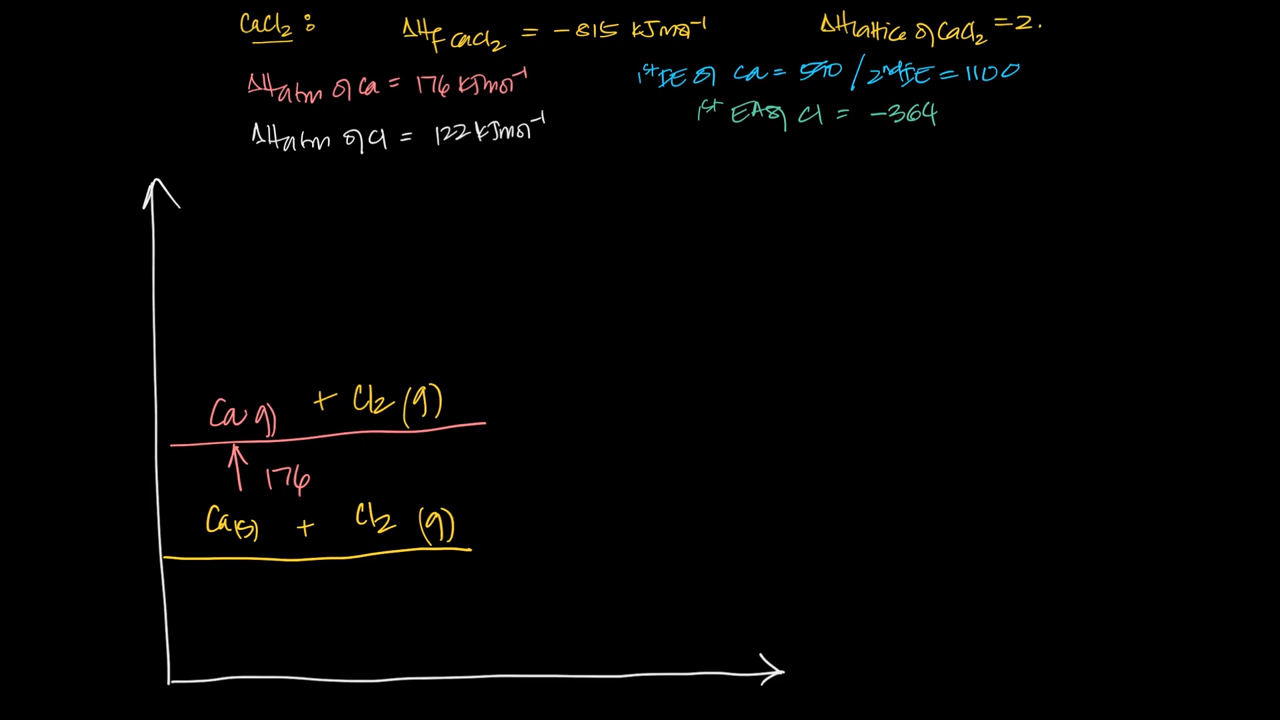 CaCl₂ : ΔHf CaCl₂ = -815 kJmol⁻¹ ΔHlattice of CaCl₂ = 2.
ΔHatm of Ca = 176 kJmol⁻¹ 1st IE of Ca = 590 / 2nd IE = 1100
ΔHatm of Cl = 122 kJmol⁻¹ 1st EA of Cl = -364
Ca(g) + Cl₂ (g)
176
Ca(s) + Cl₂ (g)